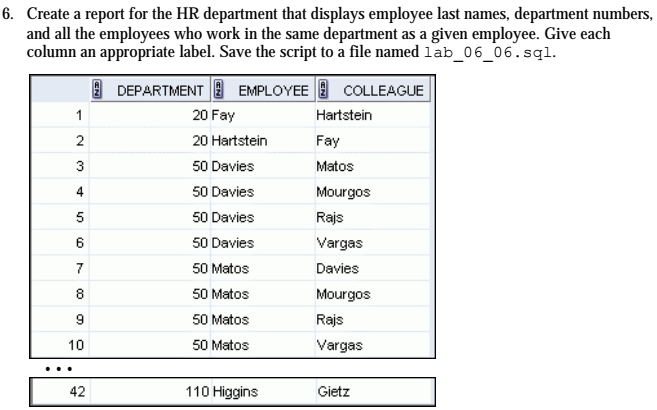 6. Create a report for the HR department that displays employee last names, department numbers,
and all the employees who work in the same department as a given employee. Give each
column an appropriate label. Save the script to a file named lab_06_06.sql.
DEPARTMENT EMPLOYEE COLLEAGUE
1 20 Fay Hartstein
2 20 Hartstein Fay
3 50 Davies Matos
4 50 Davies Mourgos
5 50 Davies Rajs
6 50 Davies Vargas
7 50 Matos Davies
8 50 Matos Mourgos
9 50 Matos Rajs
10 50 Matos Vargas
...
42 110 Higgins Gietz